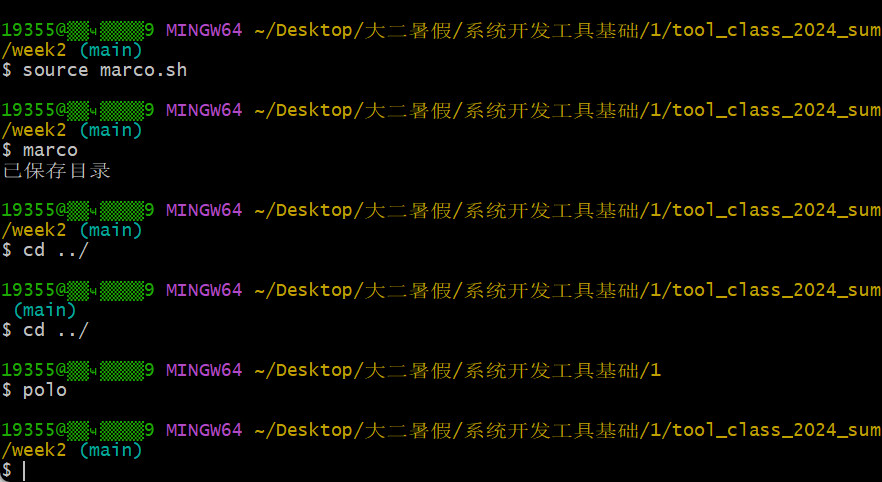 19355@▒▒ч▒▒▒▒9 MINGW64 ~/Desktop/大二暑假/系统开发工具基础/1/tool_class_2024_sum
/week2 (main)
$ source marco.sh
19355@▒▒ч▒▒▒▒9 MINGW64 ~/Desktop/大二暑假/系统开发工具基础/1/tool_class_2024_sum
/week2 (main)
$ marco
已保存目录
19355@▒▒ч▒▒▒▒9 MINGW64 ~/Desktop/大二暑假/系统开发工具基础/1/tool_class_2024_sum
/week2 (main)
$ cd ../
19355@▒▒ч▒▒▒▒9 MINGW64 ~/Desktop/大二暑假/系统开发工具基础/1/tool_class_2024_sum
(main)
$ cd ../
19355@▒▒ч▒▒▒▒9 MINGW64 ~/Desktop/大二暑假/系统开发工具基础/1
$ polo
19355@▒▒ч▒▒▒▒9 MINGW64 ~/Desktop/大二暑假/系统开发工具基础/1/tool_class_2024_sum
/week2 (main)
$